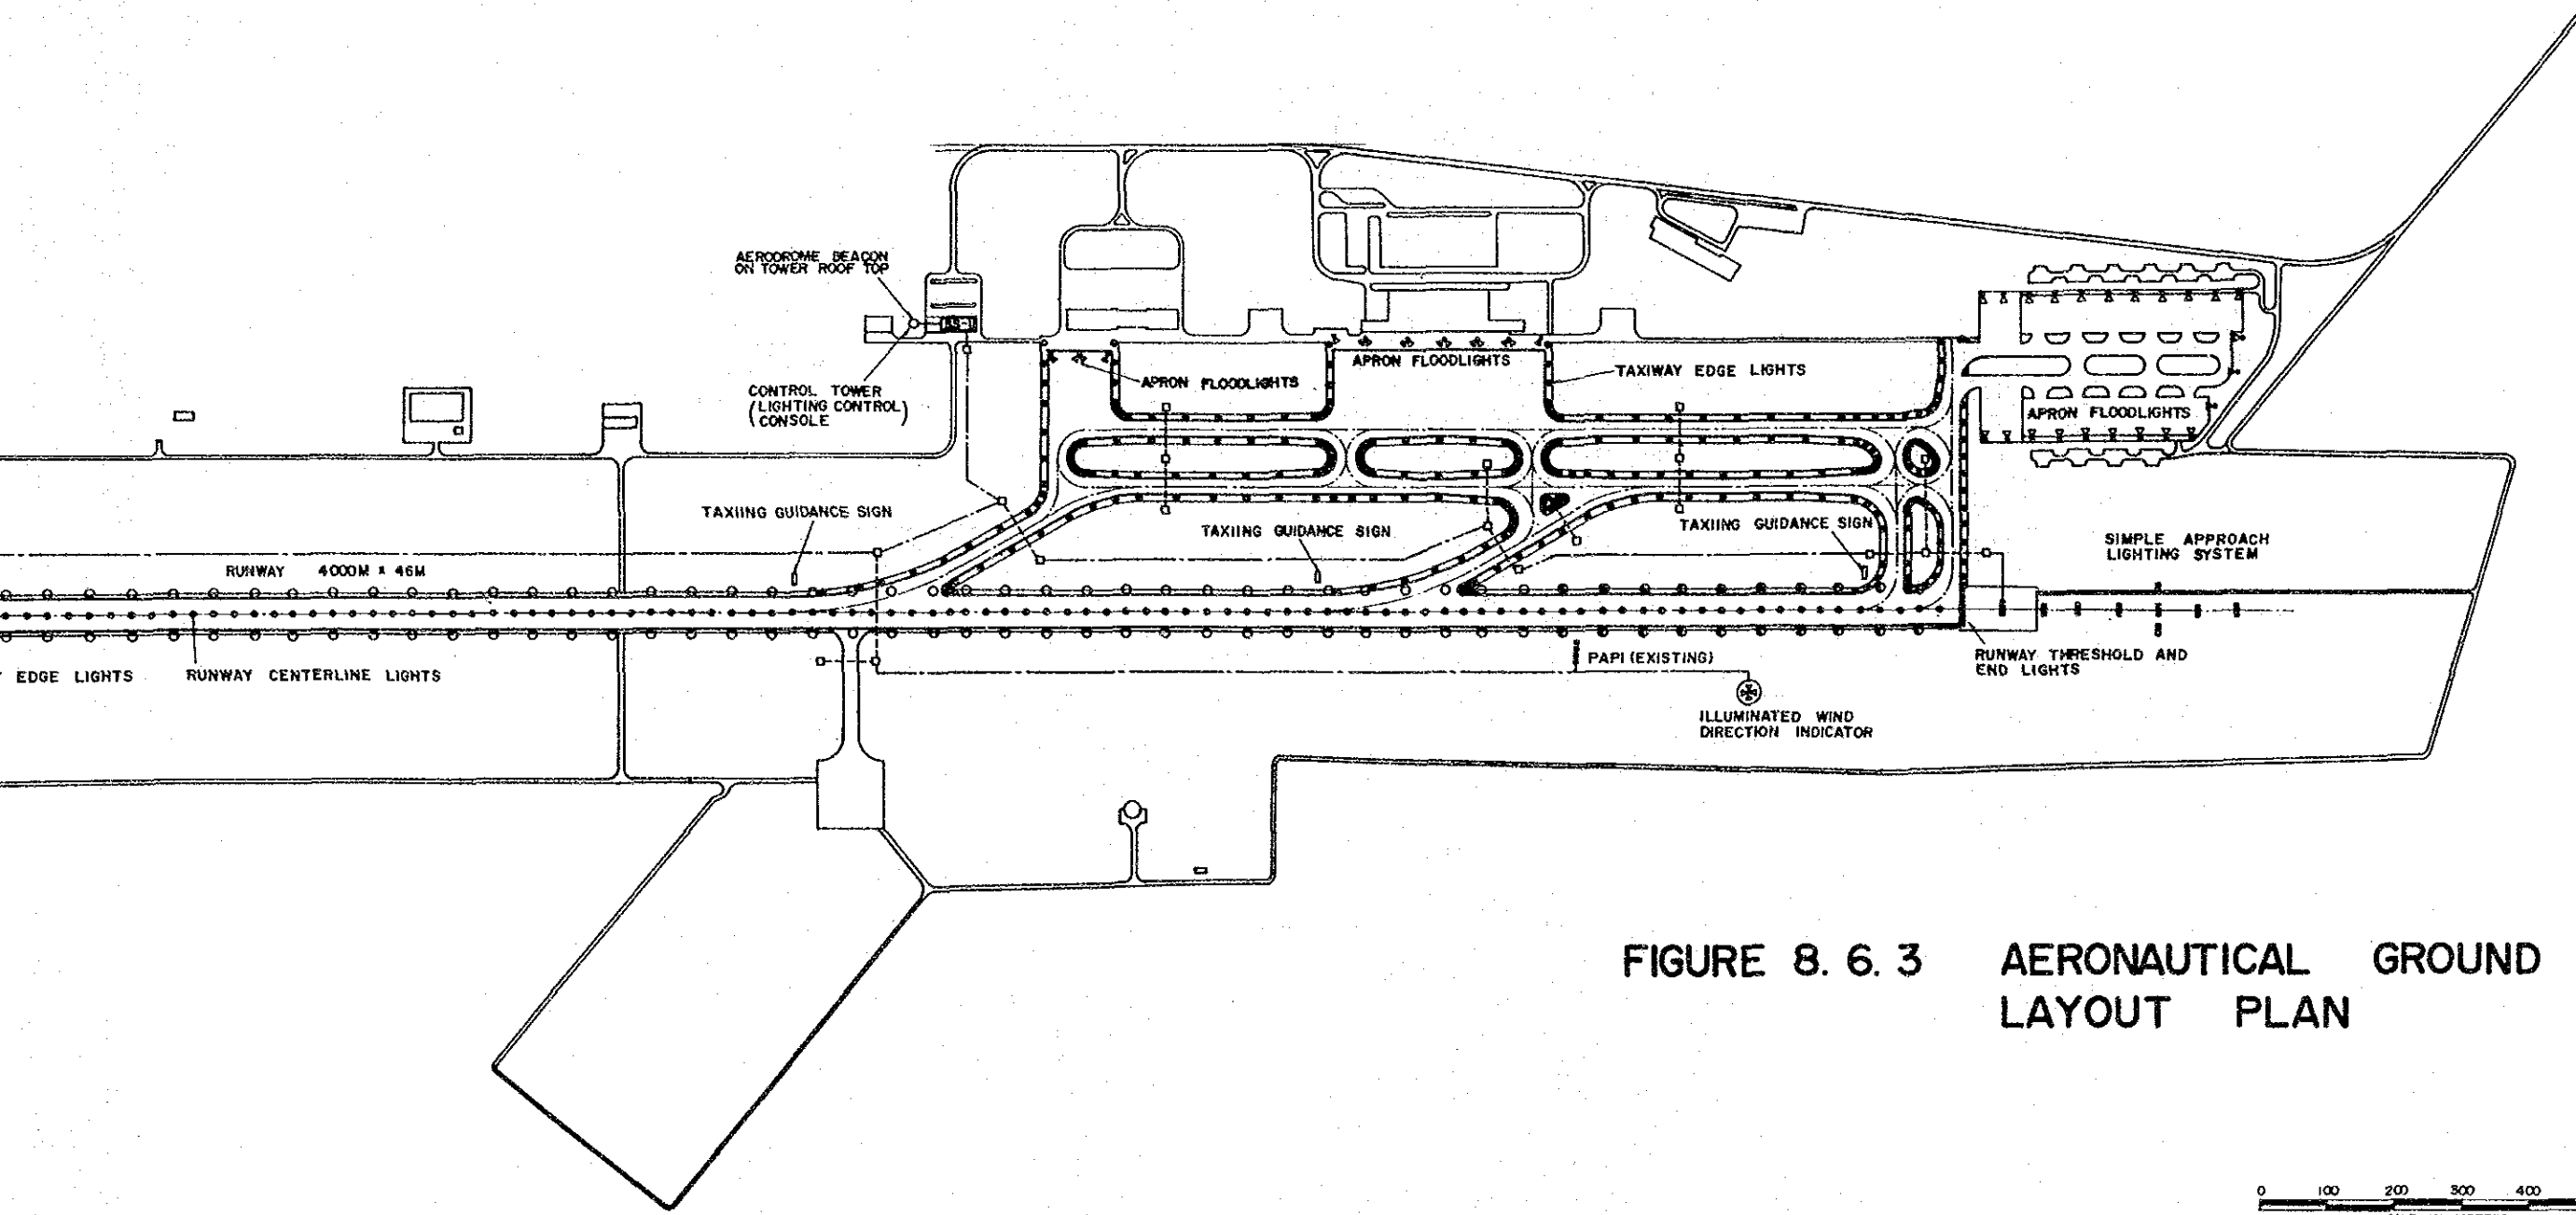 AERODROME BEACON
ON TOWER ROOF TOP
CONTROL TOWER
(LIGHTING CONTROL)
CONSOLE
APRON FLOODLIGHTS
APRON FLOODLIGHTS
TAXIWAY EDGE LIGHTS
APRON FLOODLIGHTS
TAXIING GUIDANCE SIGN
TAXIING GUIDANCE SIGN
TAXIING GUIDANCE SIGN
SIMPLE APPROACH
LIGHTING SYSTEM
RUNWAY 4000M X 46M
EDGE LIGHTS
RUNWAY CENTERLINE LIGHTS
PAPI (EXISTING)
RUNWAY THRESHOLD AND
END LIGHTS
ILLUMINATED WIND
DIRECTION INDICATOR
FIGURE 8. 6. 3 AERONAUTICAL GROUND
LAYOUT PLAN
0 100 200 300 400